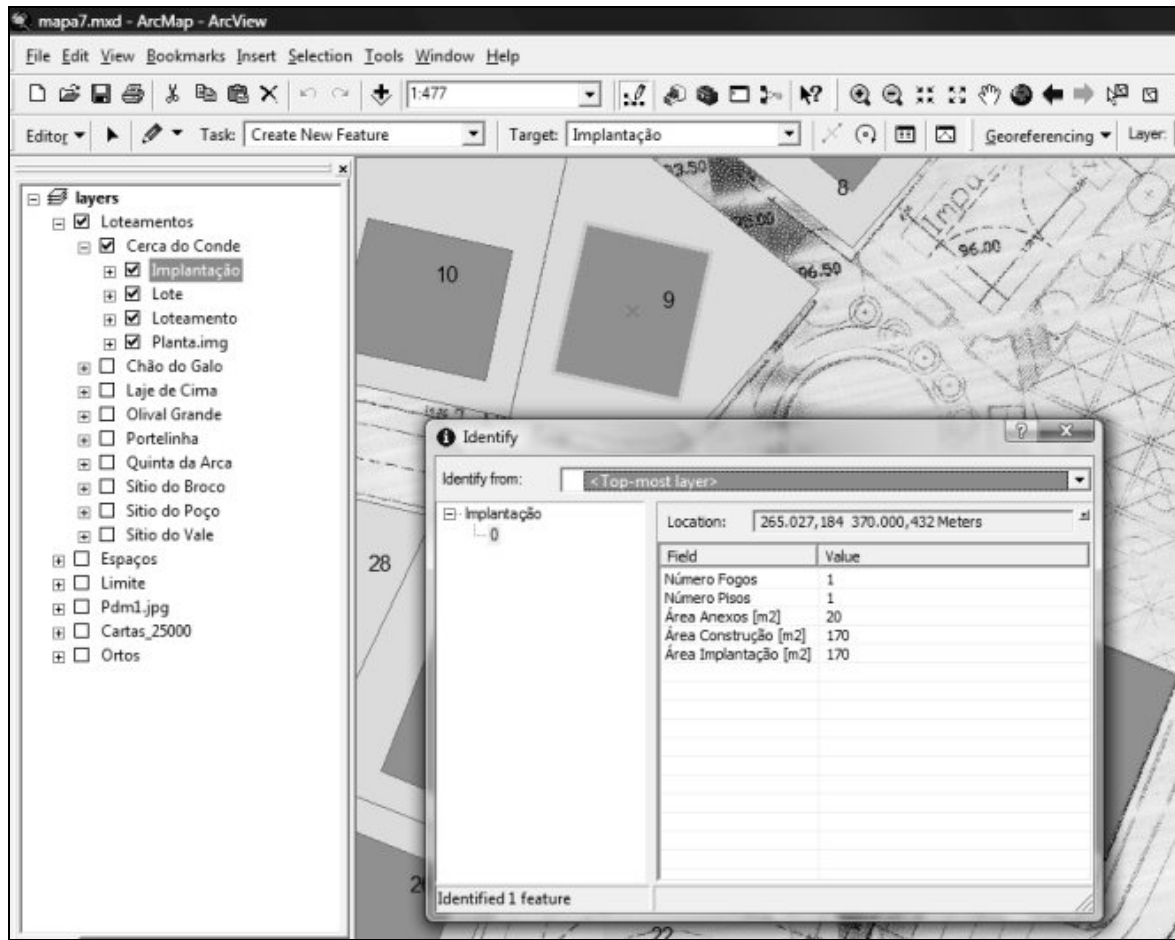 mapa7.mxd - ArcMap - ArcView
File Edit View Bookmarks Insert Selection Tools Window Help
1:477
Editor Task: Create New Feature Target: Implantação Georeferencing Layer:
layers
Loteamentos
Cerca do Conde
Implantação
Lote
Loteamento
Planta.img
Chão do Galo
Laje de Cima
Olival Grande
Portelinha
Quinta da Arca
Sítio do Broco
Sitio do Poço
Sítio do Vale
Espaços
Limite
Pdm1.jpg
Cartas_25000
Ortos
8
96.00
96.50
10
9
28
22
Identify
Identify from: <Top-most layer>
Implantação
0
Location: 265.027,184 370.000,432 Meters
Field Value
Número Fogos 1
Número Pisos 1
Área Anexos [m2] 20
Área Construção [m2] 170
Área Implantação [m2] 170
Identified 1 feature